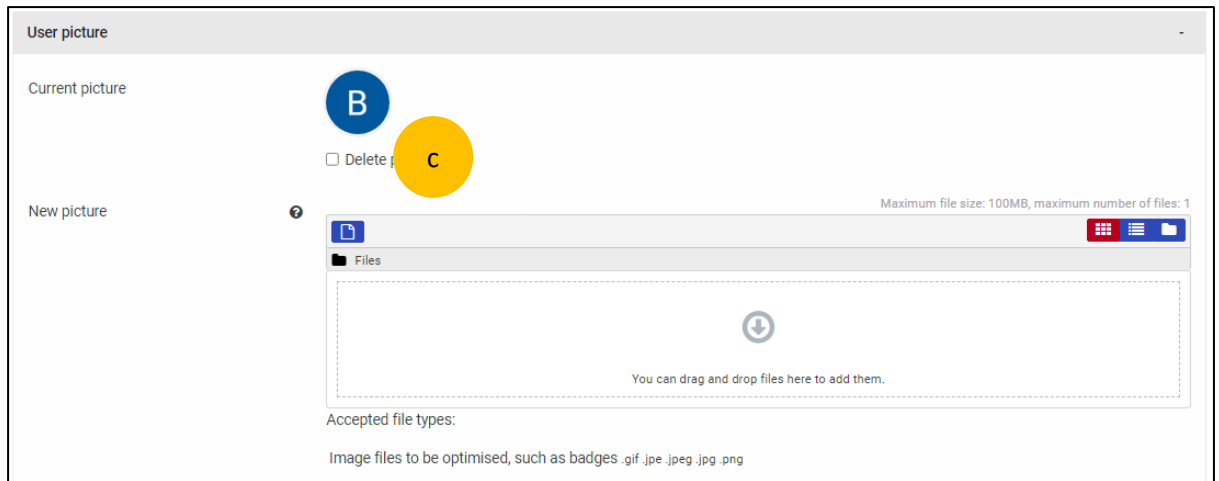 User picture -
Current picture
B
Delete
C
New picture
Maximum file size: 100MB, maximum number of files: 1
Files
You can drag and drop files here to add them.
Accepted file types:
Image files to be optimised, such as badges .gif .jpe .jpeg .jpg .png